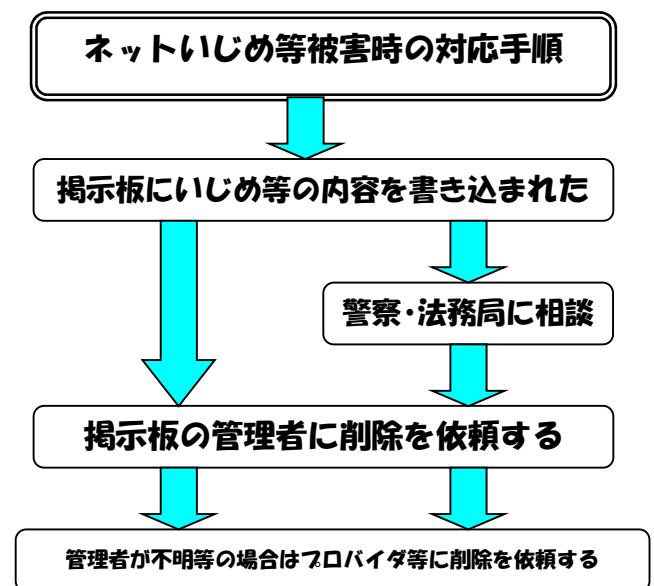 ネットいじめ等被害時の対応手順
掲示板にいじめ等の内容を書き込まれた
警察・法務局に相談
掲示板の管理者に削除を依頼する
管理者が不明等の場合はプロバイダ等に削除を依頼する